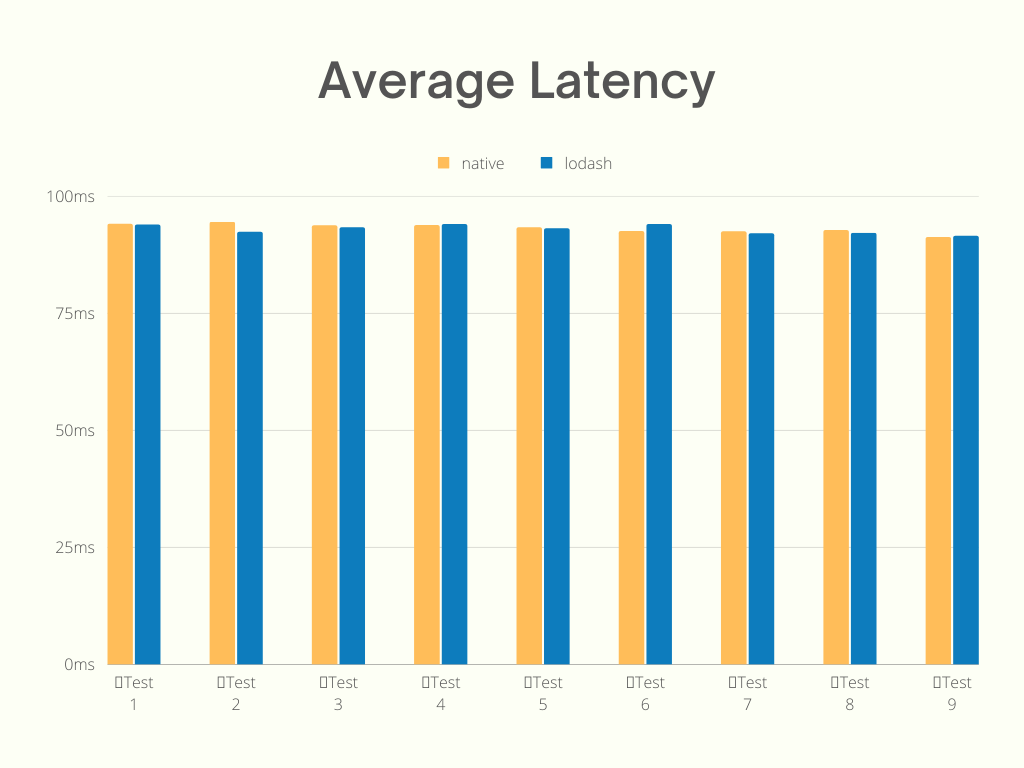 Average Latency
native lodash
100ms
75ms
50ms
25ms
0ms
▯Test ▯Test ▯Test ▯Test ▯Test ▯Test ▯Test ▯Test ▯Test
1 2 3 4 5 6 7 8 9